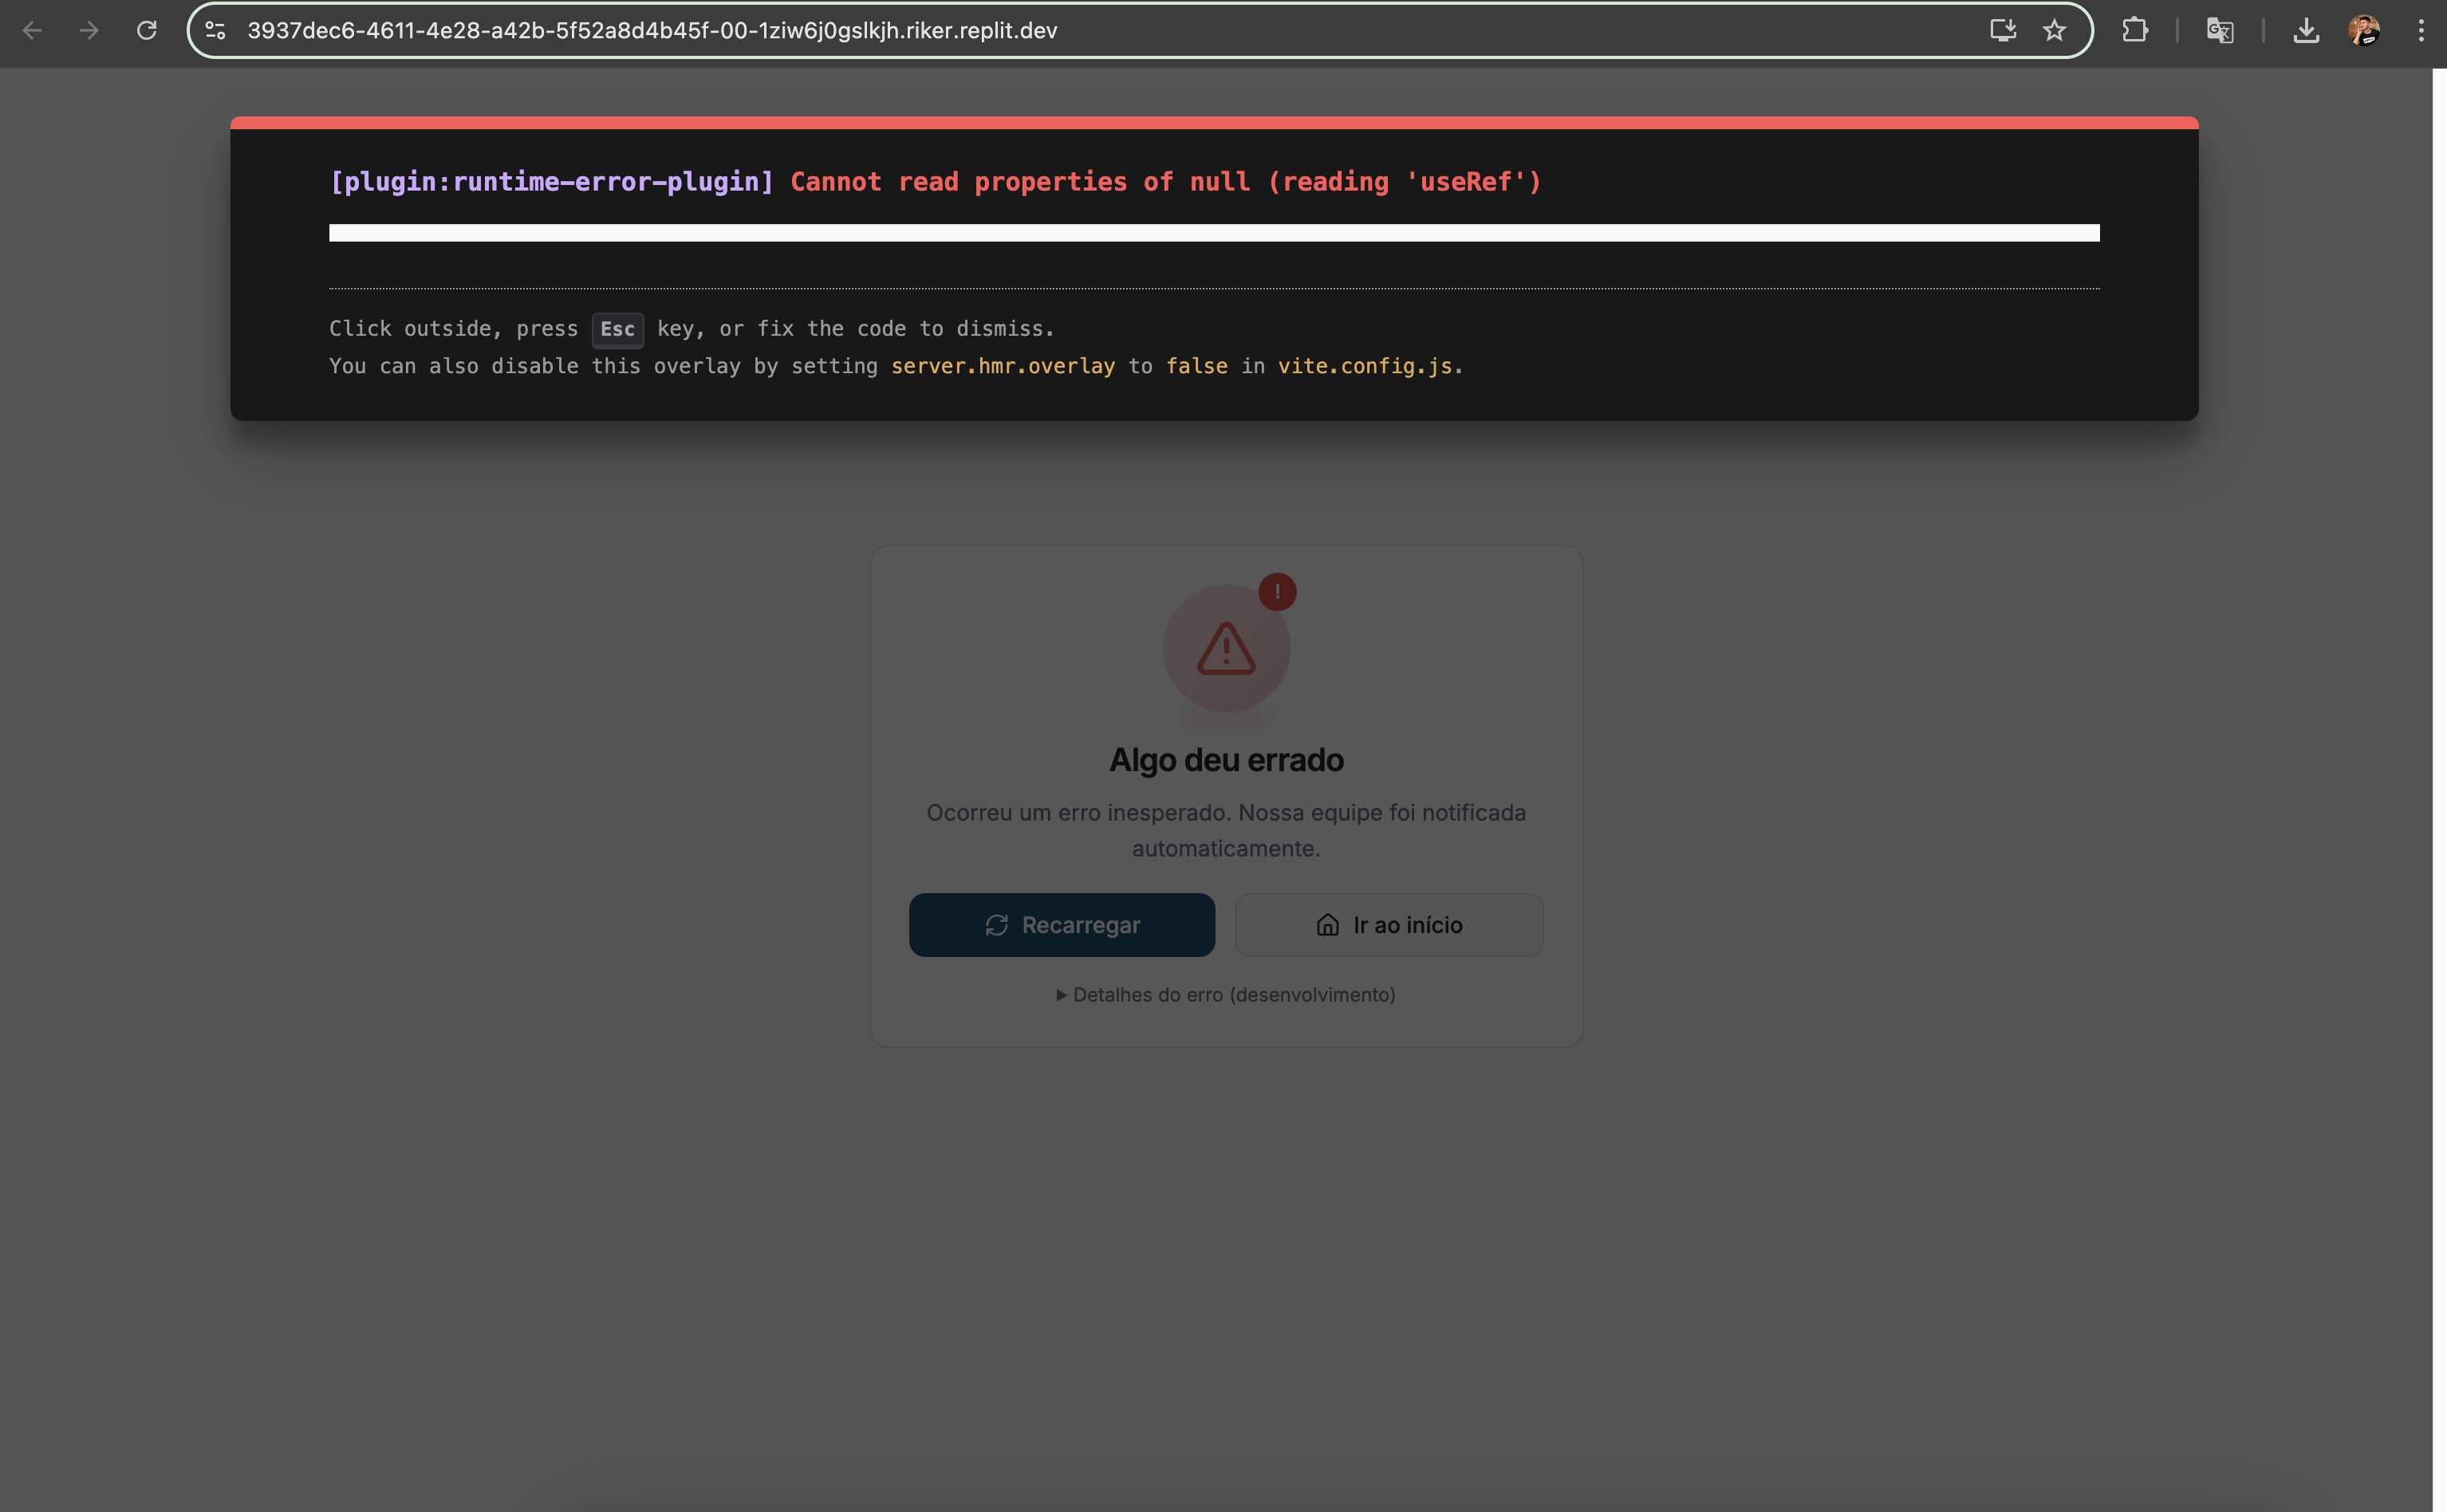 3937dec6-4611-4e28-a42b-5f52a8d4b45f-00-1ziw6j0gslkjh.riker.replit.dev
[plugin:runtime-error-plugin] Cannot read properties of null (reading 'useRef')
Click outside, press Esc key, or fix the code to dismiss.
You can also disable this overlay by setting server.hmr.overlay to false in vite.config.js.
!
Algo deu errado
Ocorreu um erro inesperado. Nossa equipe foi notificada
automaticamente.
Recarregar
Ir ao início
Detalhes do erro (desenvolvimento)